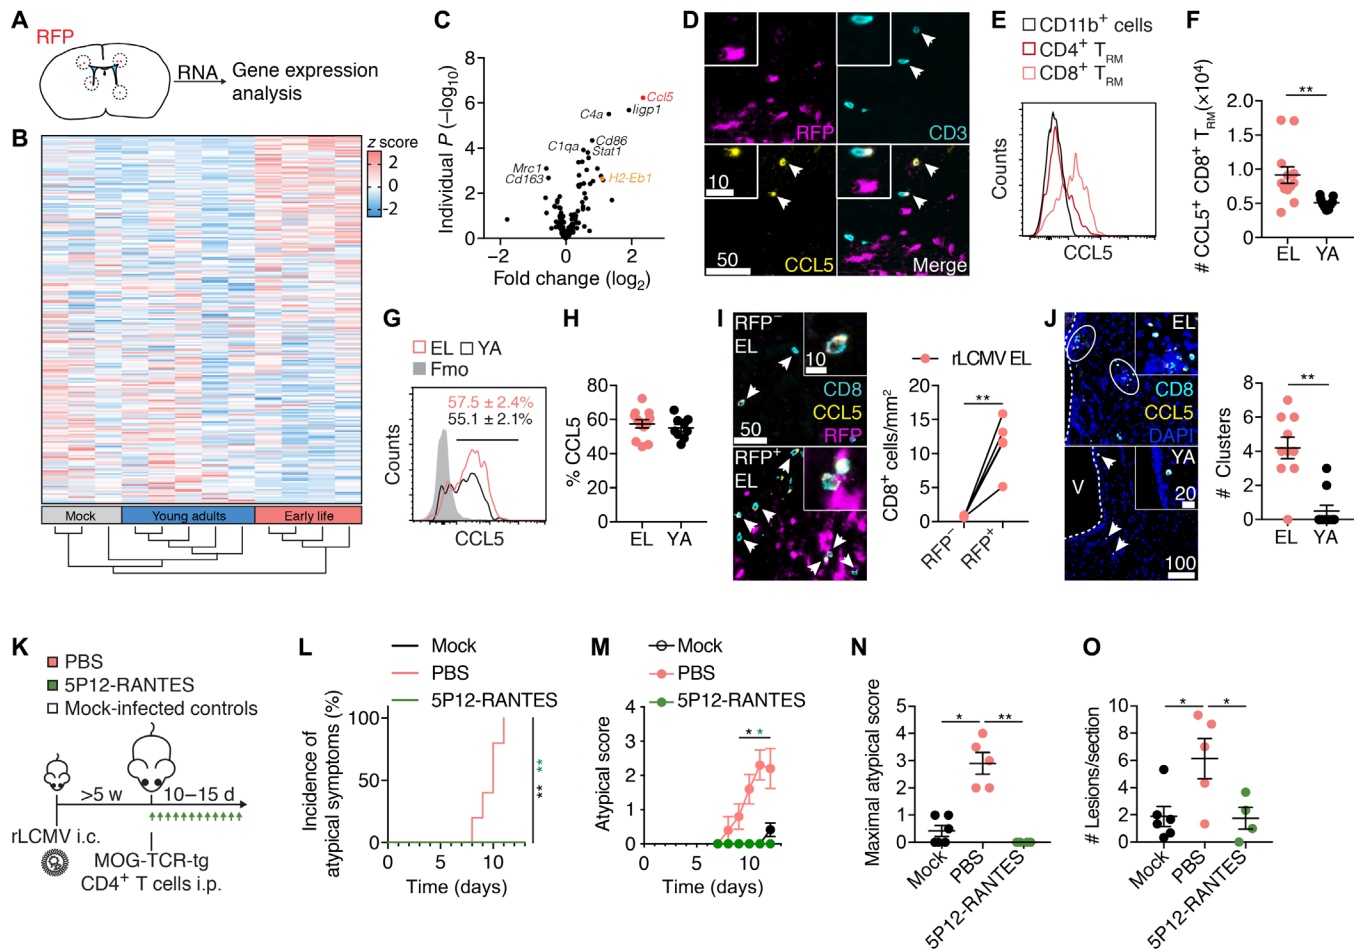 A
RFP
RNA
Gene expression
analysis
B
z score
2
0
−2
Mock
Young adults
Early life
C
Individual P (−log10)
8
6
4
2
0
Ccl5
Iigp1
C4a
Cd86
C1qa
Stat1
Mrc1
Cd163
H2-Eb1
−2
0
2
Fold change (log2)
D
RFP
CD3
10
50
CCL5
Merge
E
CD11b+ cells
CD4+ TRM
CD8+ TRM
Counts
CCL5
F
# CCL5+ CD8+ TRM(×10^4)
**
2.0
1.5
1.0
0.5
0
EL
YA
G
EL
YA
Fmo
57.5 ± 2.4%
55.1 ± 2.1%
Counts
CCL5
H
% CCL5
80
60
40
20
0
EL
YA
I
RFP−
EL
10
CD8
CCL5
RFP
50
RFP+
EL
rLCMV EL
CD8+ cells/mm2
20
15
10
5
0
**
RFP−
RFP+
J
EL
CD8
CCL5
DAPI
YA
V
20
100
# Clusters
**
8
6
4
2
0
EL
YA
K
PBS
5P12-RANTES
Mock-infected controls
>5 w
10−15 d
rLCMV i.c.
MOG-TCR-tg
CD4+ T cells i.p.
L
Mock
PBS
5P12-RANTES
Incidence of
atypical symptoms (%)
100
50
0
**
**
0
10
Time (days)
M
Mock
PBS
5P12-RANTES
Atypical score
4
3
2
1
0
*
*
0
5
10
Time (days)
N
Maximal atypical score
5
4
3
2
1
0
*
**
Mock
PBS
5P12-RANTES
O
# Lesions/section
10
8
6
4
2
0
*
*
Mock
PBS
5P12-RANTES